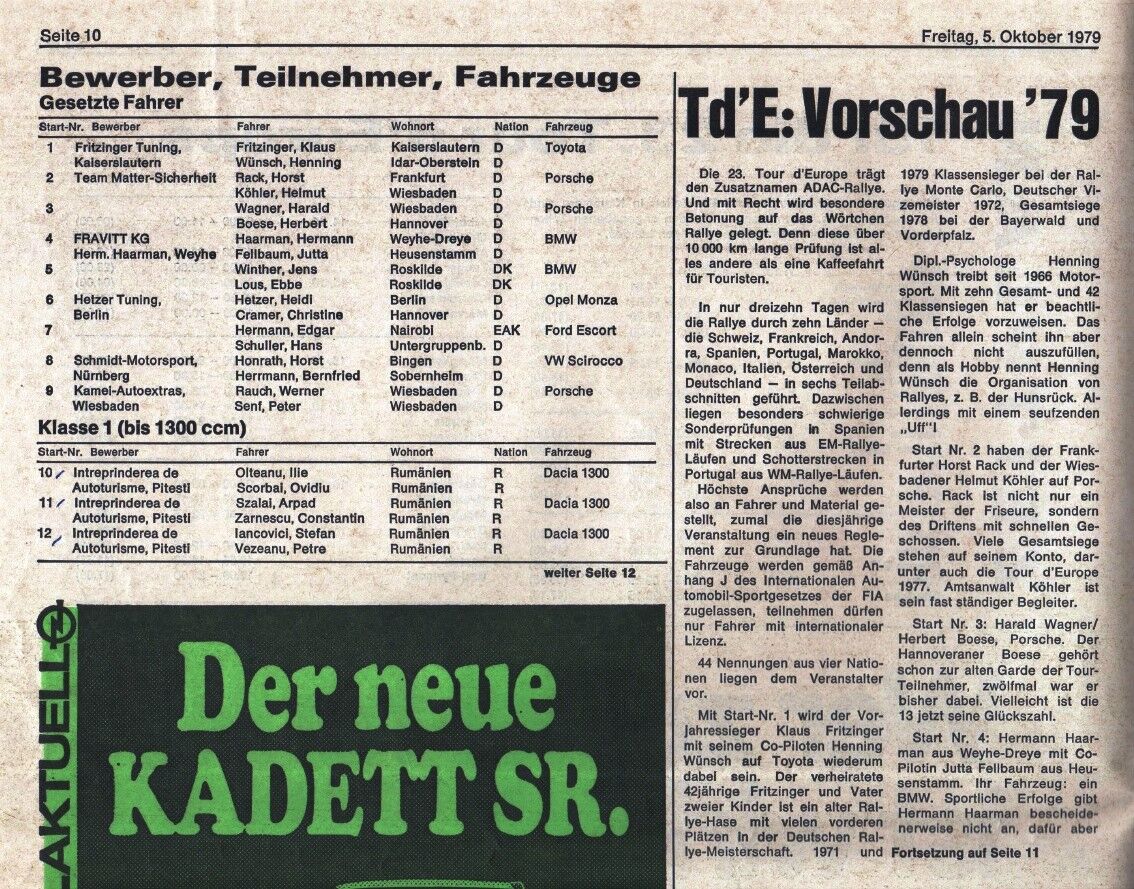 Seite 10
Freitag, 5. Oktober 1979
Bewerber, Teilnehmer, Fahrzeuge
Gesetzte Fahrer
Start-Nr. Bewerber Fahrer Wohnort Nation Fahrzeug
1 Fritzinger Tuning, Fritzinger, Klaus Kaiserslautern D Toyota
Kaiserslautern Wünsch, Henning Idar-Oberstein D
2 Team Matter-Sicherheit Rack, Horst Frankfurt D Porsche
Köhler, Helmut Wiesbaden D
3 Wagner, Harald Wiesbaden D Porsche
Boese, Herbert Hannover D
4 FRAVITT KG Haarman, Hermann Weyhe-Dreye D BMW
Herm. Haarman, Weyhe Fellbaum, Jutta Heusenstamm D
5 Winther, Jens Roskilde DK BMW
Lous, Ebbe Roskilde DK
6 Hetzer Tuning, Hetzer, Heidi Berlin D Opel Monza
Berlin Cramer, Christine Hannover D
7 Hermann, Edgar Nairobi EAK Ford Escort
Schuller, Hans Untergruppenb. D
8 Schmidt-Motorsport, Honrath, Horst Bingen D VW Scirocco
Nürnberg Herrmann, Bernfried Sobernheim D
9 Kamei-Autoextras, Rauch, Werner Wiesbaden D Porsche
Wiesbaden Senf, Peter Wiesbaden D
Klasse 1 (bis 1300 ccm)
Start-Nr. Bewerber Fahrer Wohnort Nation Fahrzeug
10 Intreprinderea de Olteanu, Ilie Rumänien R Dacia 1300
Autoturisme, Pitesti Scorbal, Ovidiu Rumänien R
11 Intreprinderea de Szalai, Arpad Rumänien R Dacia 1300
Autoturisme, Pitesti Zarnescu, Constantin Rumänien R
12 Intreprinderea de Iancovici, Stefan Rumänien R Dacia 1300
Autoturisme, Pitesti Vezeanu, Petre Rumänien R
weiter Seite 12
AKTUELL
Der neue
KADETT SR.
Td'E: Vorschau '79
Die 23. Tour d'Europe trägt
den Zusatznamen ADAC-Rallye.
Und mit Recht wird besondere
Betonung auf das Wörtchen
Rallye gelegt. Denn diese über
10 000 km lange Prüfung ist al-
les andere als eine Kaffeefahrt
für Touristen.
In nur dreizehn Tagen wird
die Rallye durch zehn Länder —
die Schweiz, Frankreich, Andor-
ra, Spanien, Portugal, Marokko,
Monaco, Italien, Österreich und
Deutschland — in sechs Teilab-
schnitten geführt. Dazwischen
liegen besonders schwierige
Sonderprüfungen in Spanien
mit Strecken aus EM-Rallye-
Läufen und Schotterstrecken in
Portugal aus WM-Rallye-Läufen.
Höchste Ansprüche werden
also an Fahrer und Material ge-
stellt, zumal die diesjährige
Veranstaltung ein neues Regle-
ment zur Grundlage hat. Die
Fahrzeuge werden gemäß An-
hang J des Internationalen Au-
tomobil-Sportgesetzes der FIA
zugelassen, teilnehmen dürfen
nur Fahrer mit internationaler
Lizenz.
44 Nennungen aus vier Natio-
nen liegen dem Veranstalter
vor.
Mit Start-Nr. 1 wird der Vor-
jahressieger Klaus Fritzinger
mit seinem Co-Piloten Henning
Wünsch auf Toyota wiederum
dabei sein. Der verheiratete
42jährige Fritzinger und Vater
zweier Kinder ist ein alter Ral-
lye-Hase mit vielen vorderen
Plätzen in der Deutschen Ral-
lye-Meisterschaft. 1971 und
1979 Klassensieger bei der Ral-
lye Monte Carlo, Deutscher Vi-
zemeister 1972, Gesamtsiege
1978 bei der Bayerwald und
Vorderpfalz.
Dipl.-Psychologe Henning
Wünsch treibt seit 1966 Motor-
sport. Mit zehn Gesamt- und 42
Klassensiegen hat er beachtli-
che Erfolge vorzuweisen. Das
Fahren allein scheint ihn aber
dennoch nicht auszufüllen,
denn als Hobby nennt Henning
Wünsch die Organisation von
Rallyes, z. B. der Hunsrück. Al-
lerdings mit einem seufzenden
„Uff"!
Start Nr. 2 haben der Frank-
furter Horst Rack und der Wies-
badener Helmut Köhler auf Por-
sche. Rack ist nicht nur ein
Meister der Friseure, sondern
des Driftens mit schnellen Ge-
schossen. Viele Gesamtsiege
stehen auf seinem Konto, dar-
unter auch die Tour d'Europe
1977. Amtsanwalt Köhler ist
sein fast ständiger Begleiter.
Start Nr. 3: Harald Wagner/
Herbert Boese, Porsche. Der
Hannoveraner Boese gehört
schon zur alten Garde der Tour-
Teilnehmer, zwölfmal war er
bisher dabei. Vielleicht ist die
13 jetzt seine Glückszahl.
Start Nr. 4: Hermann Haar-
man aus Weyhe-Dreye mit Co-
Pilotin Jutta Fellbaum aus Heu-
senstamm. Ihr Fahrzeug: ein
BMW. Sportliche Erfolge gibt
Hermann Haarman bescheide-
nerweise nicht an, dafür aber
Fortsetzung auf Seite 11